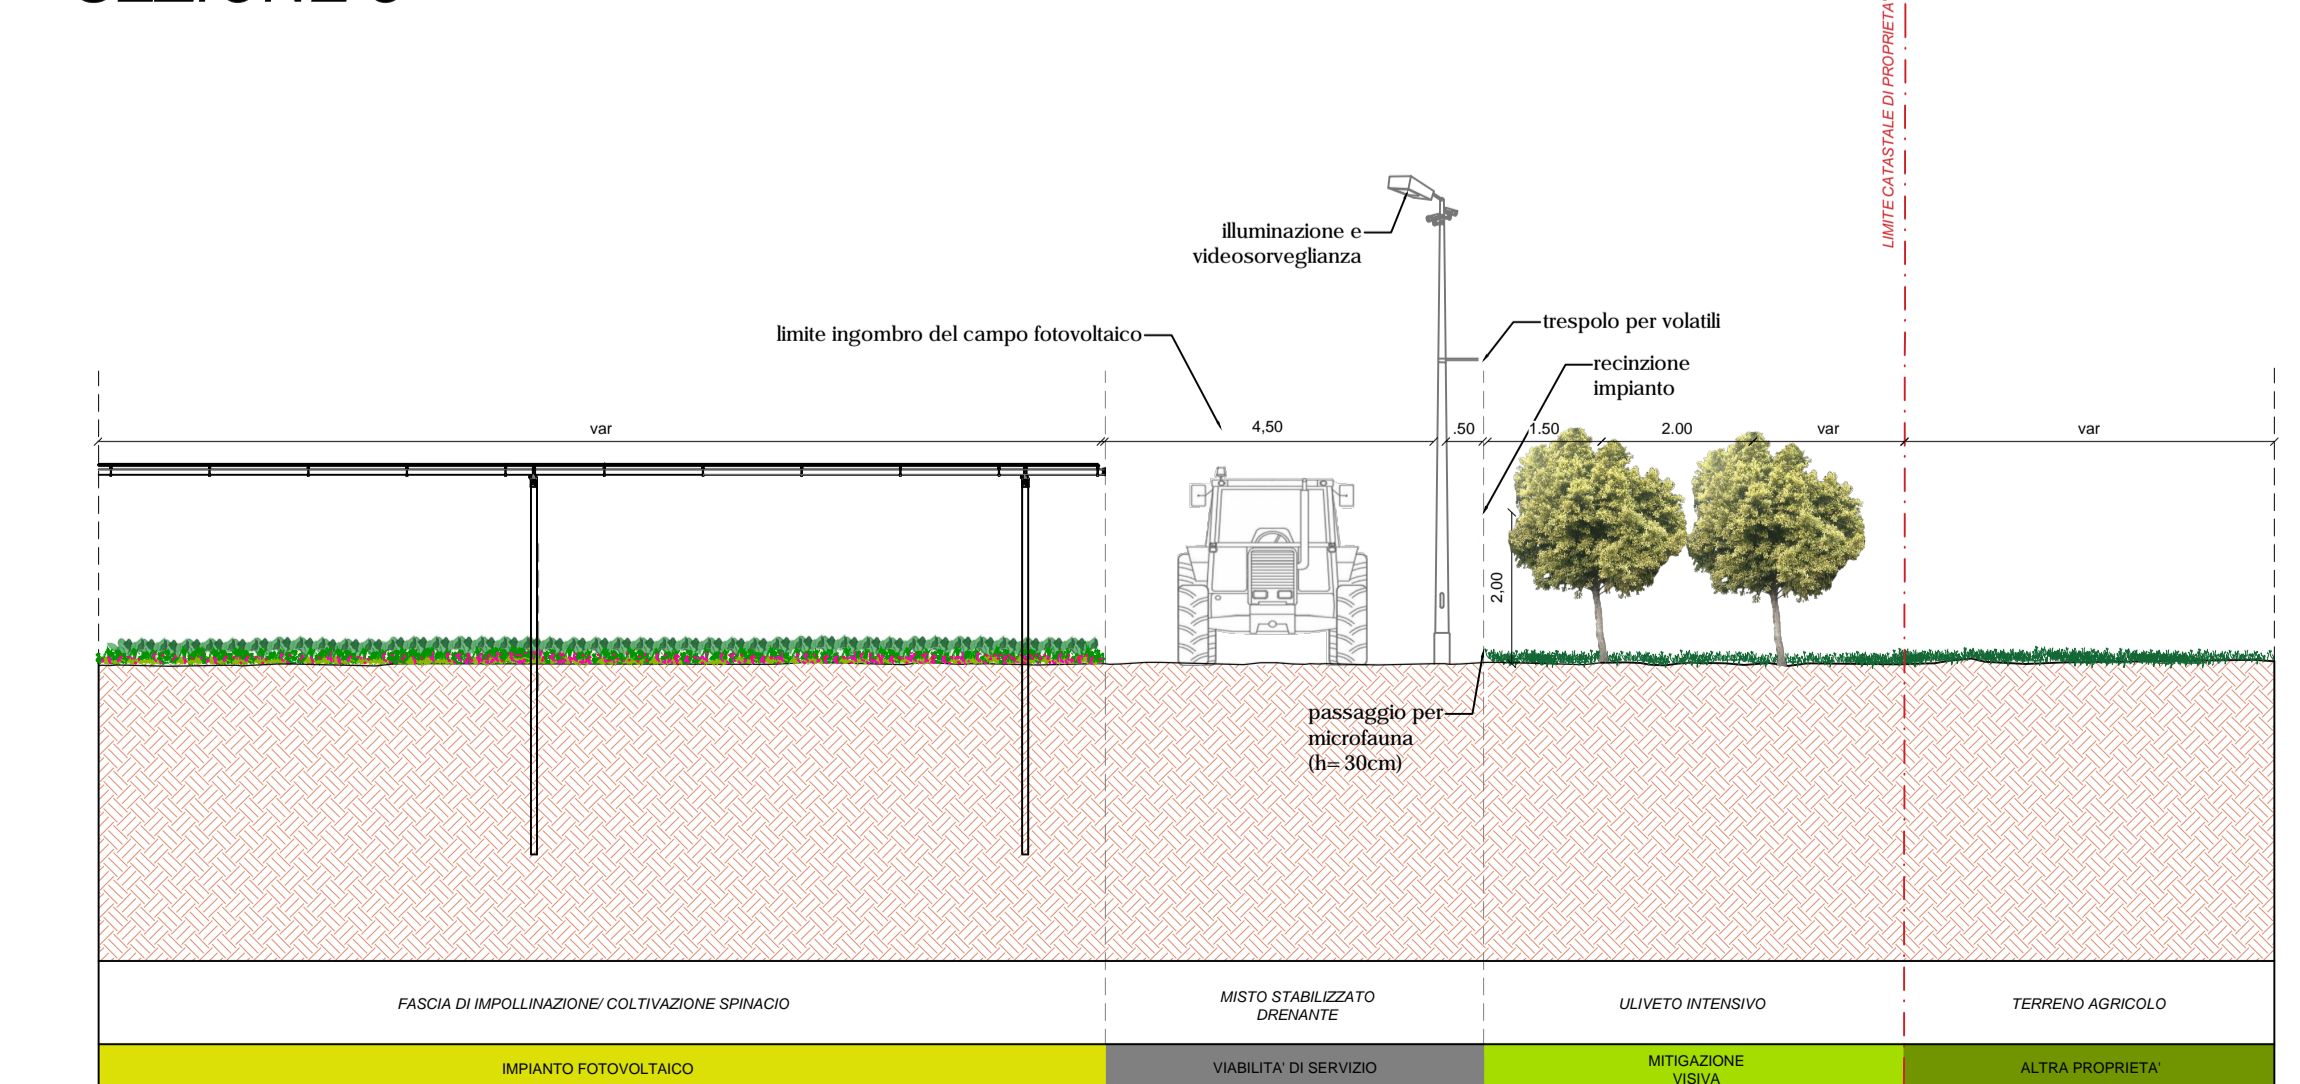 LIMITE CATASTALE DI PROPRIETA'
illuminazione e
videosorveglianza
limite ingombro del campo fotovoltaico
trespolo per volatili
recinzione
impianto
var
4,50
.50
1.50
2.00
var
var
2,00
passaggio per
microfauna
(h=30cm)
FASCIA DI IMPOLLINAZIONE/ COLTIVAZIONE SPINACIO
MISTO STABILIZZATO
DRENANTE
ULIVETO INTENSIVO
TERRENO AGRICOLO
IMPIANTO FOTOVOLTAICO
VIABILITA' DI SERVIZIO
MITIGAZIONE
VISIVA
ALTRA PROPRIETA'